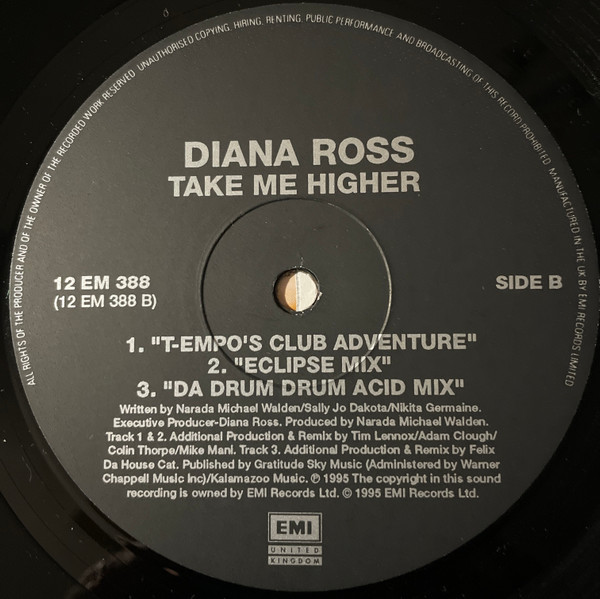 ALL RIGHTS OF THE PRODUCER AND OF THE OWNER OF THE RECORDED WORK RESERVED. UNAUTHORISED COPYING, HIRING, RENTING, PUBLIC PERFORMANCE AND BROADCASTING OF THIS RECORD PROHIBITED. MANUFACTURED IN THE UK BY EMI RECORDS LIMITED
DIANA ROSS
TAKE ME HIGHER
12 EM 388
(12 EM 388 B)
SIDE B
1. "T-EMPO'S CLUB ADVENTURE"
2. "ECLIPSE MIX"
3. "DA DRUM DRUM ACID MIX"
Written by Narada Michael Walden/Sally Jo Dakota/Nikita Germaine.
Executive Producer-Diana Ross. Produced by Narada Michael Walden.
Track 1 & 2. Additional Production & Remix by Tim Lennox/Adam Clough/
Colin Thorpe/Mike Mani. Track 3. Additional Production & Remix by Felix
Da House Cat. Published by Gratitude Sky Music (Administered by Warner
Chappell Music Inc)/Kalamazoo Music. ℗ 1995 The copyright in this sound
recording is owned by EMI Records Ltd. © 1995 EMI Records Ltd.
EMI
UNITED
KINGDOM